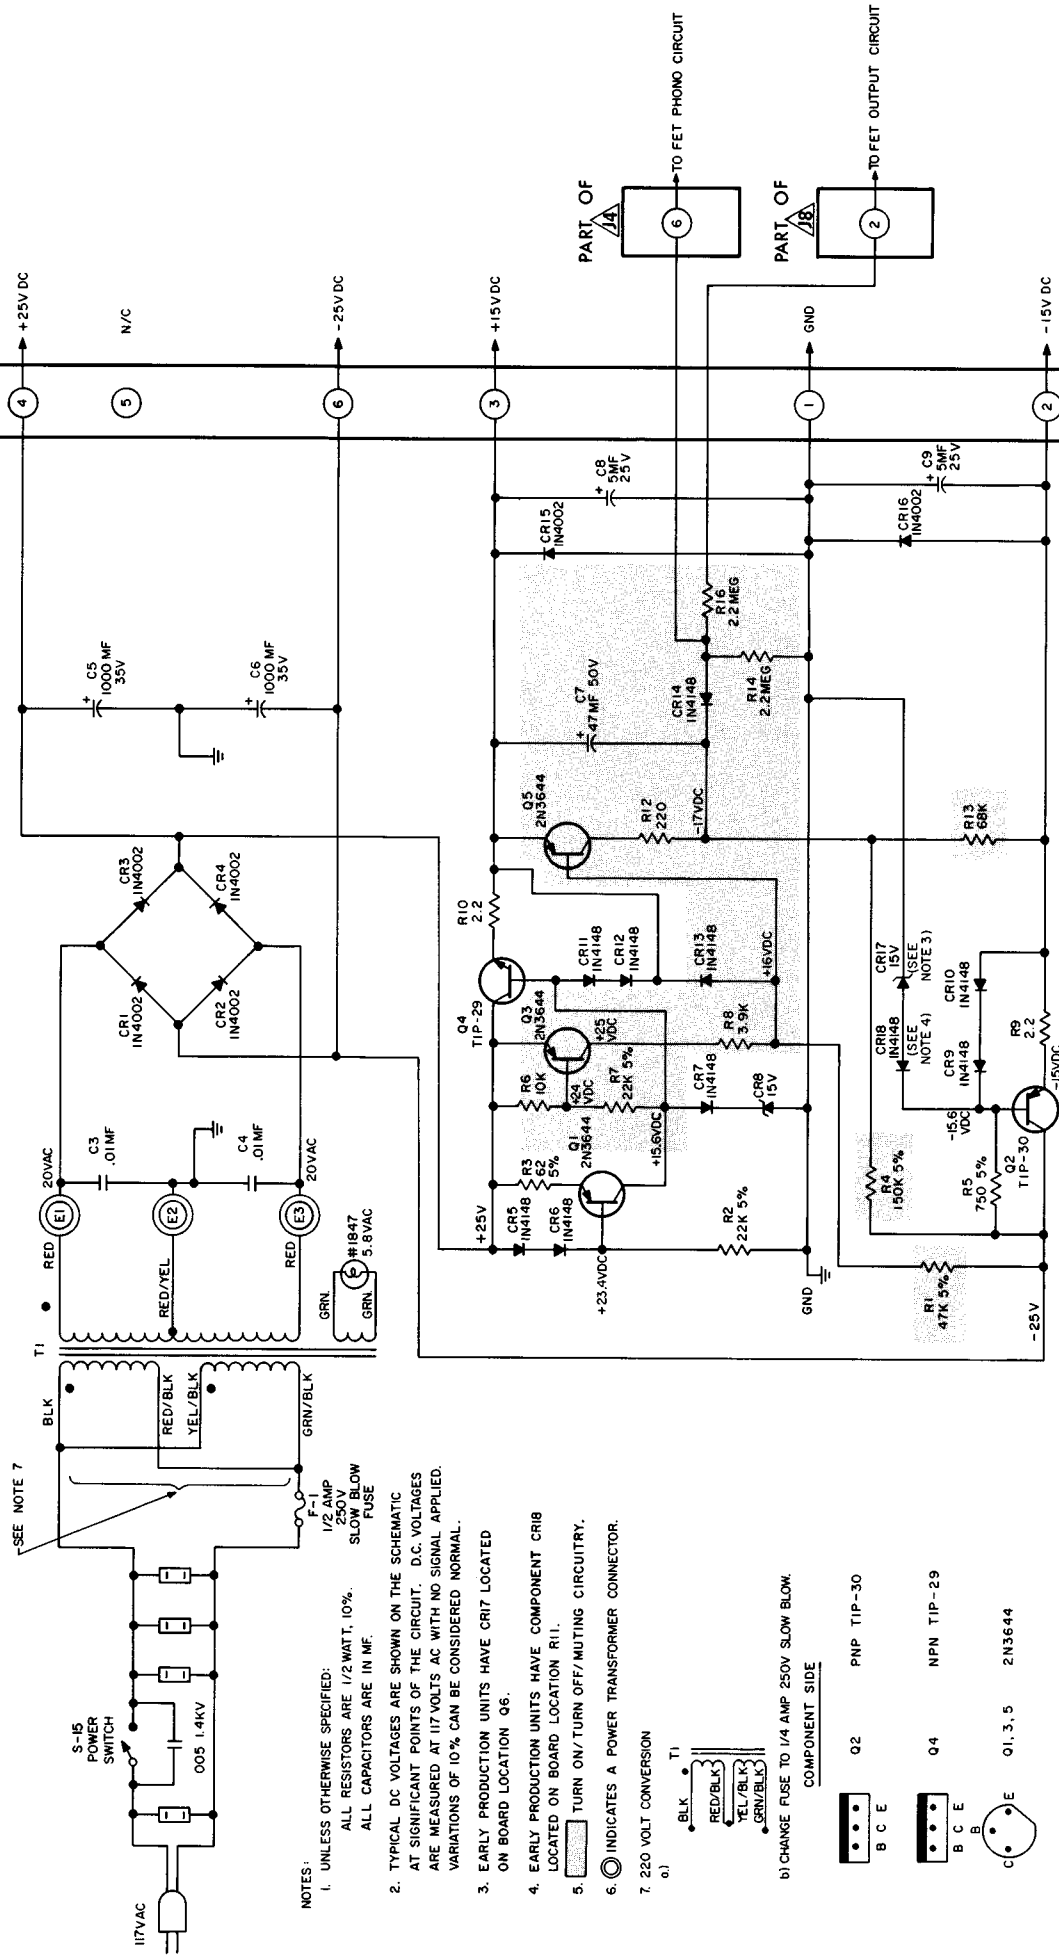 SEE NOTE 7
117VAC
S-15
POWER
SWITCH
005 1.4KV
F-1
1/2 AMP
250V
SLOW BLOW
FUSE
BLK
RED/BLK
YEL/BLK
GRN/BLK
T1
RED
RED/YEL
RED
GRN.
GRN.
#1847
5.8VAC
E1
E2
E3
20VAC
20VAC
C3
.01MF
C4
.01MF
CR1
1N4002
CR2
1N4002
CR3
1N4002
CR4
1N4002
C5
1000 MF
35V
C6
1000 MF
35V
4
+25V DC
5
N/C
6
-25V DC
3
+15V DC
1
GND
2
-15V DC
PART OF
J4
6
TO FET PHONO CIRCUIT
PART OF
J8
2
TO FET OUTPUT CIRCUIT
+25V
CR5
1N4148
CR6
1N4148
+23.4VDC
R3
62
5%
Q1
2N3644
R2
22K 5%
GND
R6
10K
+24
VDC
R7
22K 5%
+15.6VDC
CR7
1N4148
CR8
15V
Q3
2N3644
+25
VDC
R8
3.9K
Q4
TIP-29
R10
2.2
CR11
1N4148
CR12
1N4148
CR13
1N4148
+16VDC
Q5
2N3644
R12
220
-17VDC
C7
47MF 50V
CR14
1N4148
R14
2.2MEG
R16
2.2 MEG
CR15
1N4002
C8
5MF
25V
CR16
1N4002
C9
5MF
25V
R1
47K 5%
-25V
R4
150K 5%
R5
750 5%
Q2
TIP-30
-15.6
VDC
CR18
1N4148
(SEE
NOTE 4)
CR17
15V
(SEE
NOTE 3)
CR9
1N4148
CR10
1N4148
R9
2.2
-15VDC
R13
68K
NOTES:
1. UNLESS OTHERWISE SPECIFIED:
ALL RESISTORS ARE 1/2 WATT, 10%.
ALL CAPACITORS ARE IN MF.
2. TYPICAL DC VOLTAGES ARE SHOWN ON THE SCHEMATIC
AT SIGNIFICANT POINTS OF THE CIRCUIT. D.C. VOLTAGES
ARE MEASURED AT 117 VOLTS AC WITH NO SIGNAL APPLIED.
VARIATIONS OF 10% CAN BE CONSIDERED NORMAL.
3. EARLY PRODUCTION UNITS HAVE CR17 LOCATED
ON BOARD LOCATION Q6.
4. EARLY PRODUCTION UNITS HAVE COMPONENT CR18
LOCATED ON BOARD LOCATION R11.
5. TURN ON/TURN OFF/MUTING CIRCUITRY.
6. INDICATES A POWER TRANSFORMER CONNECTOR.
7. 220 VOLT CONVERSION
a.)
BLK
T1
RED/BLK
YEL/BLK
GRN/BLK
b) CHANGE FUSE TO 1/4 AMP 250V SLOW BLOW.
COMPONENT SIDE
B C E
Q2 PNP TIP-30
B C E
Q4 NPN TIP-29
C B E
Q1, 3, 5 2N3644